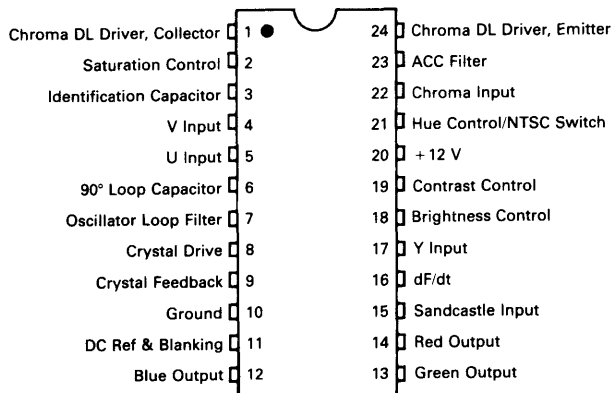 Chroma DL Driver, Collector 1 24 Chroma DL Driver, Emitter
Saturation Control 2 23 ACC Filter
Identification Capacitor 3 22 Chroma Input
V Input 4 21 Hue Control/NTSC Switch
U Input 5 20 +12 V
90° Loop Capacitor 6 19 Contrast Control
Oscillator Loop Filter 7 18 Brightness Control
Crystal Drive 8 17 Y Input
Crystal Feedback 9 16 dF/dt
Ground 10 15 Sandcastle Input
DC Ref & Blanking 11 14 Red Output
Blue Output 12 13 Green Output